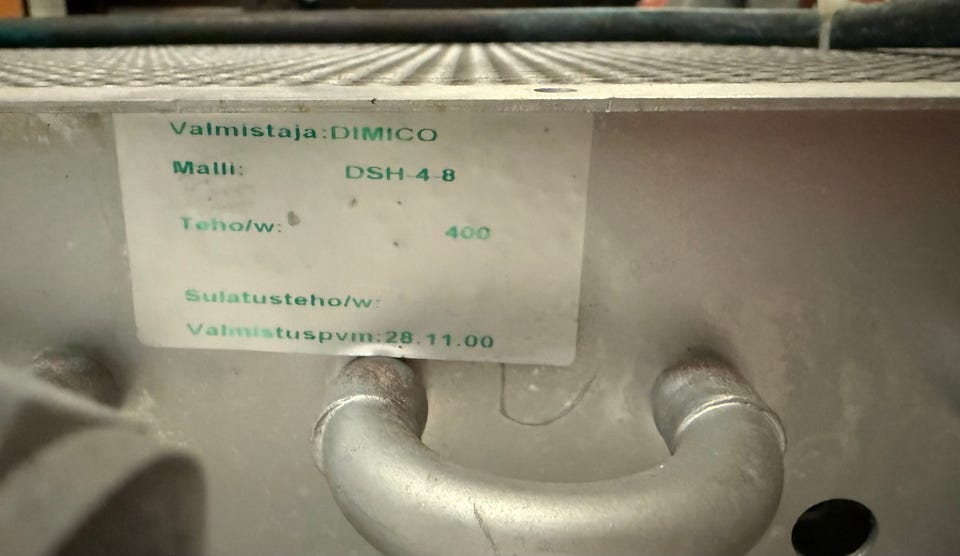 Valmistaja:DIMICO
Malli: DSH-4-8
Teho/w: 400
Sulatusteho/w:
Valmistuspvm:28.11.00